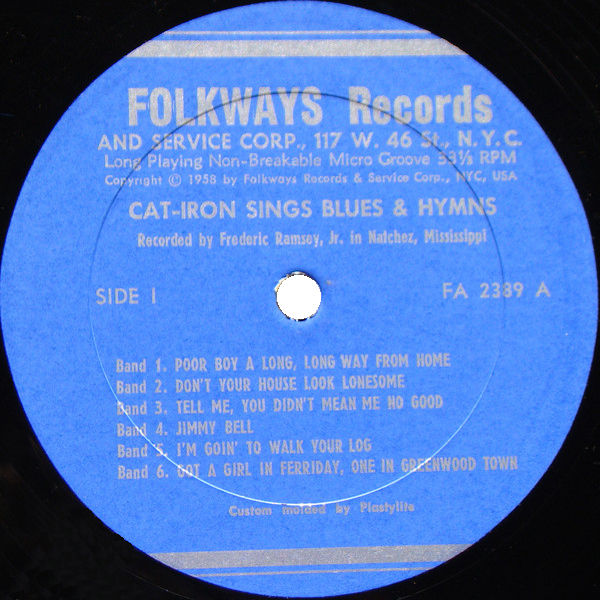 FOLKWAYS Records
AND SERVICE CORP., 117 W. 46 St., N.Y.C.
Long Playing Non-Breakable Micro Groove 33⅓ RPM
Copyright © 1958 by Folkways Records & Service Corp., NYC, USA
CAT-IRON SINGS BLUES & HYMNS
Recorded by Frederic Ramsey, Jr. in Natchez, Mississippi
SIDE I FA 2389 A
Band 1. POOR BOY A LONG, LONG WAY FROM HOME
Band 2. DON'T YOUR HOUSE LOOK LONESOME
Band 3. TELL ME, YOU DIDN'T MEAN ME NO GOOD
Band 4. JIMMY BELL
Band 5. I'M GOIN' TO WALK YOUR LOG
Band 6. GOT A GIRL IN FERRIDAY, ONE IN GREENWOOD TOWN
Custom molded by Plastylite